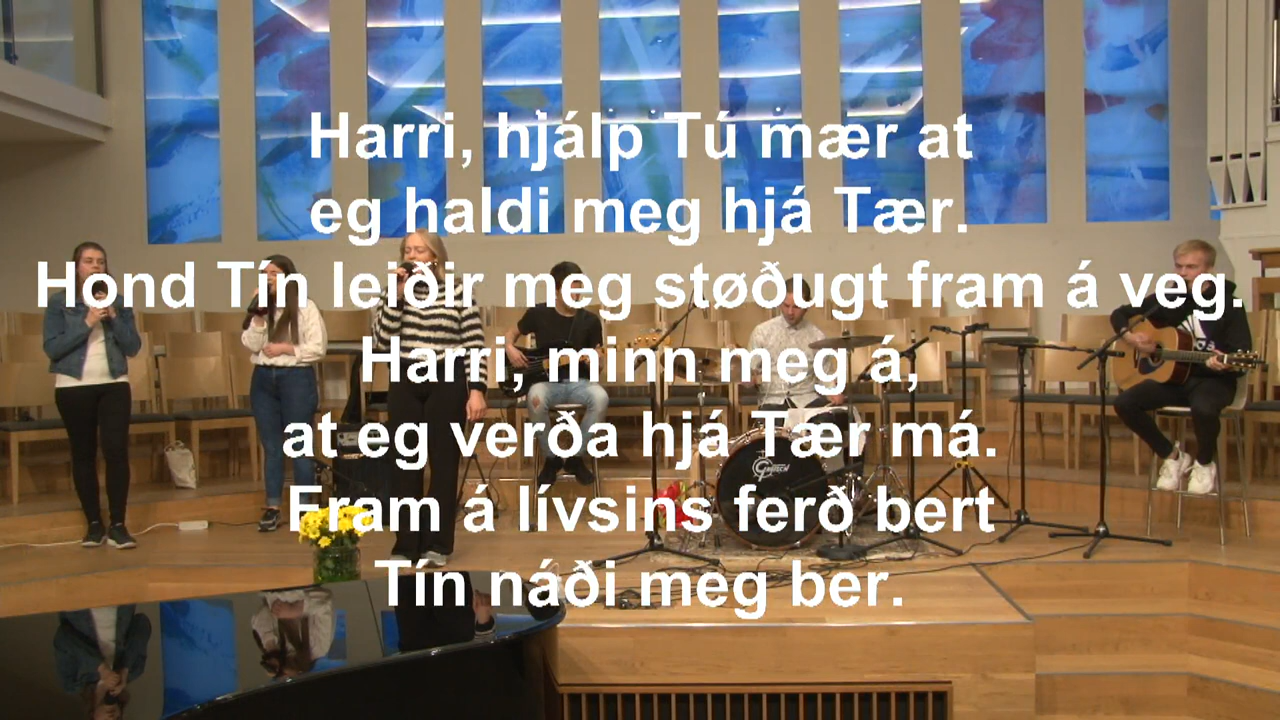 Harri, hjálp Tú mær at
eg haldi meg hjá Tær.
Hond Tín leiðir meg støðugt fram á veg.
Harri, minn meg á,
at eg verða hjá Tær má.
Fram á lívsins ferð bert
Tín náði meg ber.
GRETSCH